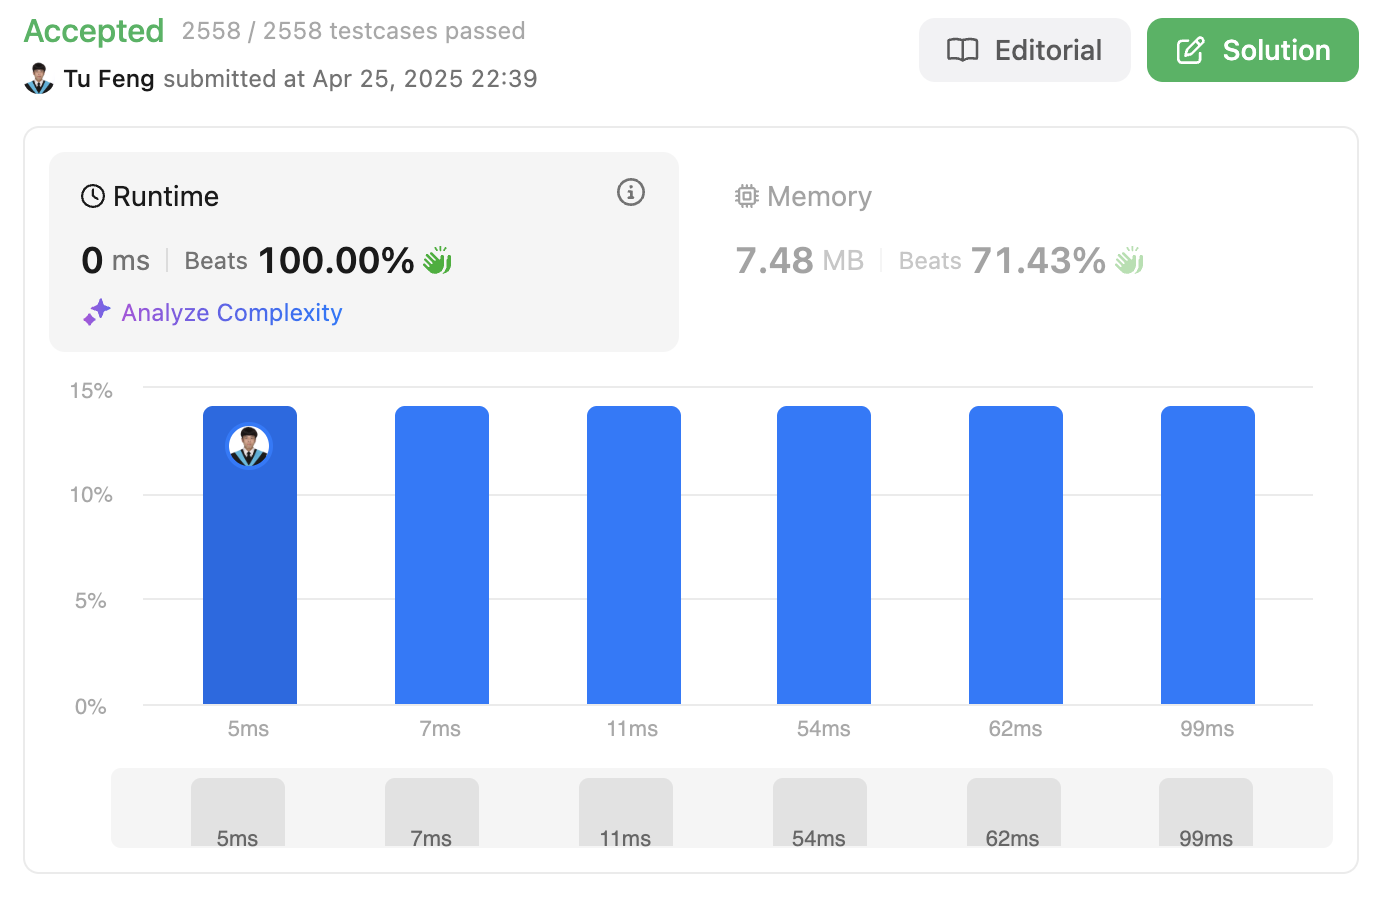 Accepted 2558 / 2558 testcases passed
Tu Feng submitted at Apr 25, 2025 22:39
Editorial
Solution
Runtime
0 ms Beats 100.00%
Analyze Complexity
Memory
7.48 MB Beats 71.43%
15%
10%
5%
0%
5ms 7ms 11ms 54ms 62ms 99ms
5ms 7ms 11ms 54ms 62ms 99ms